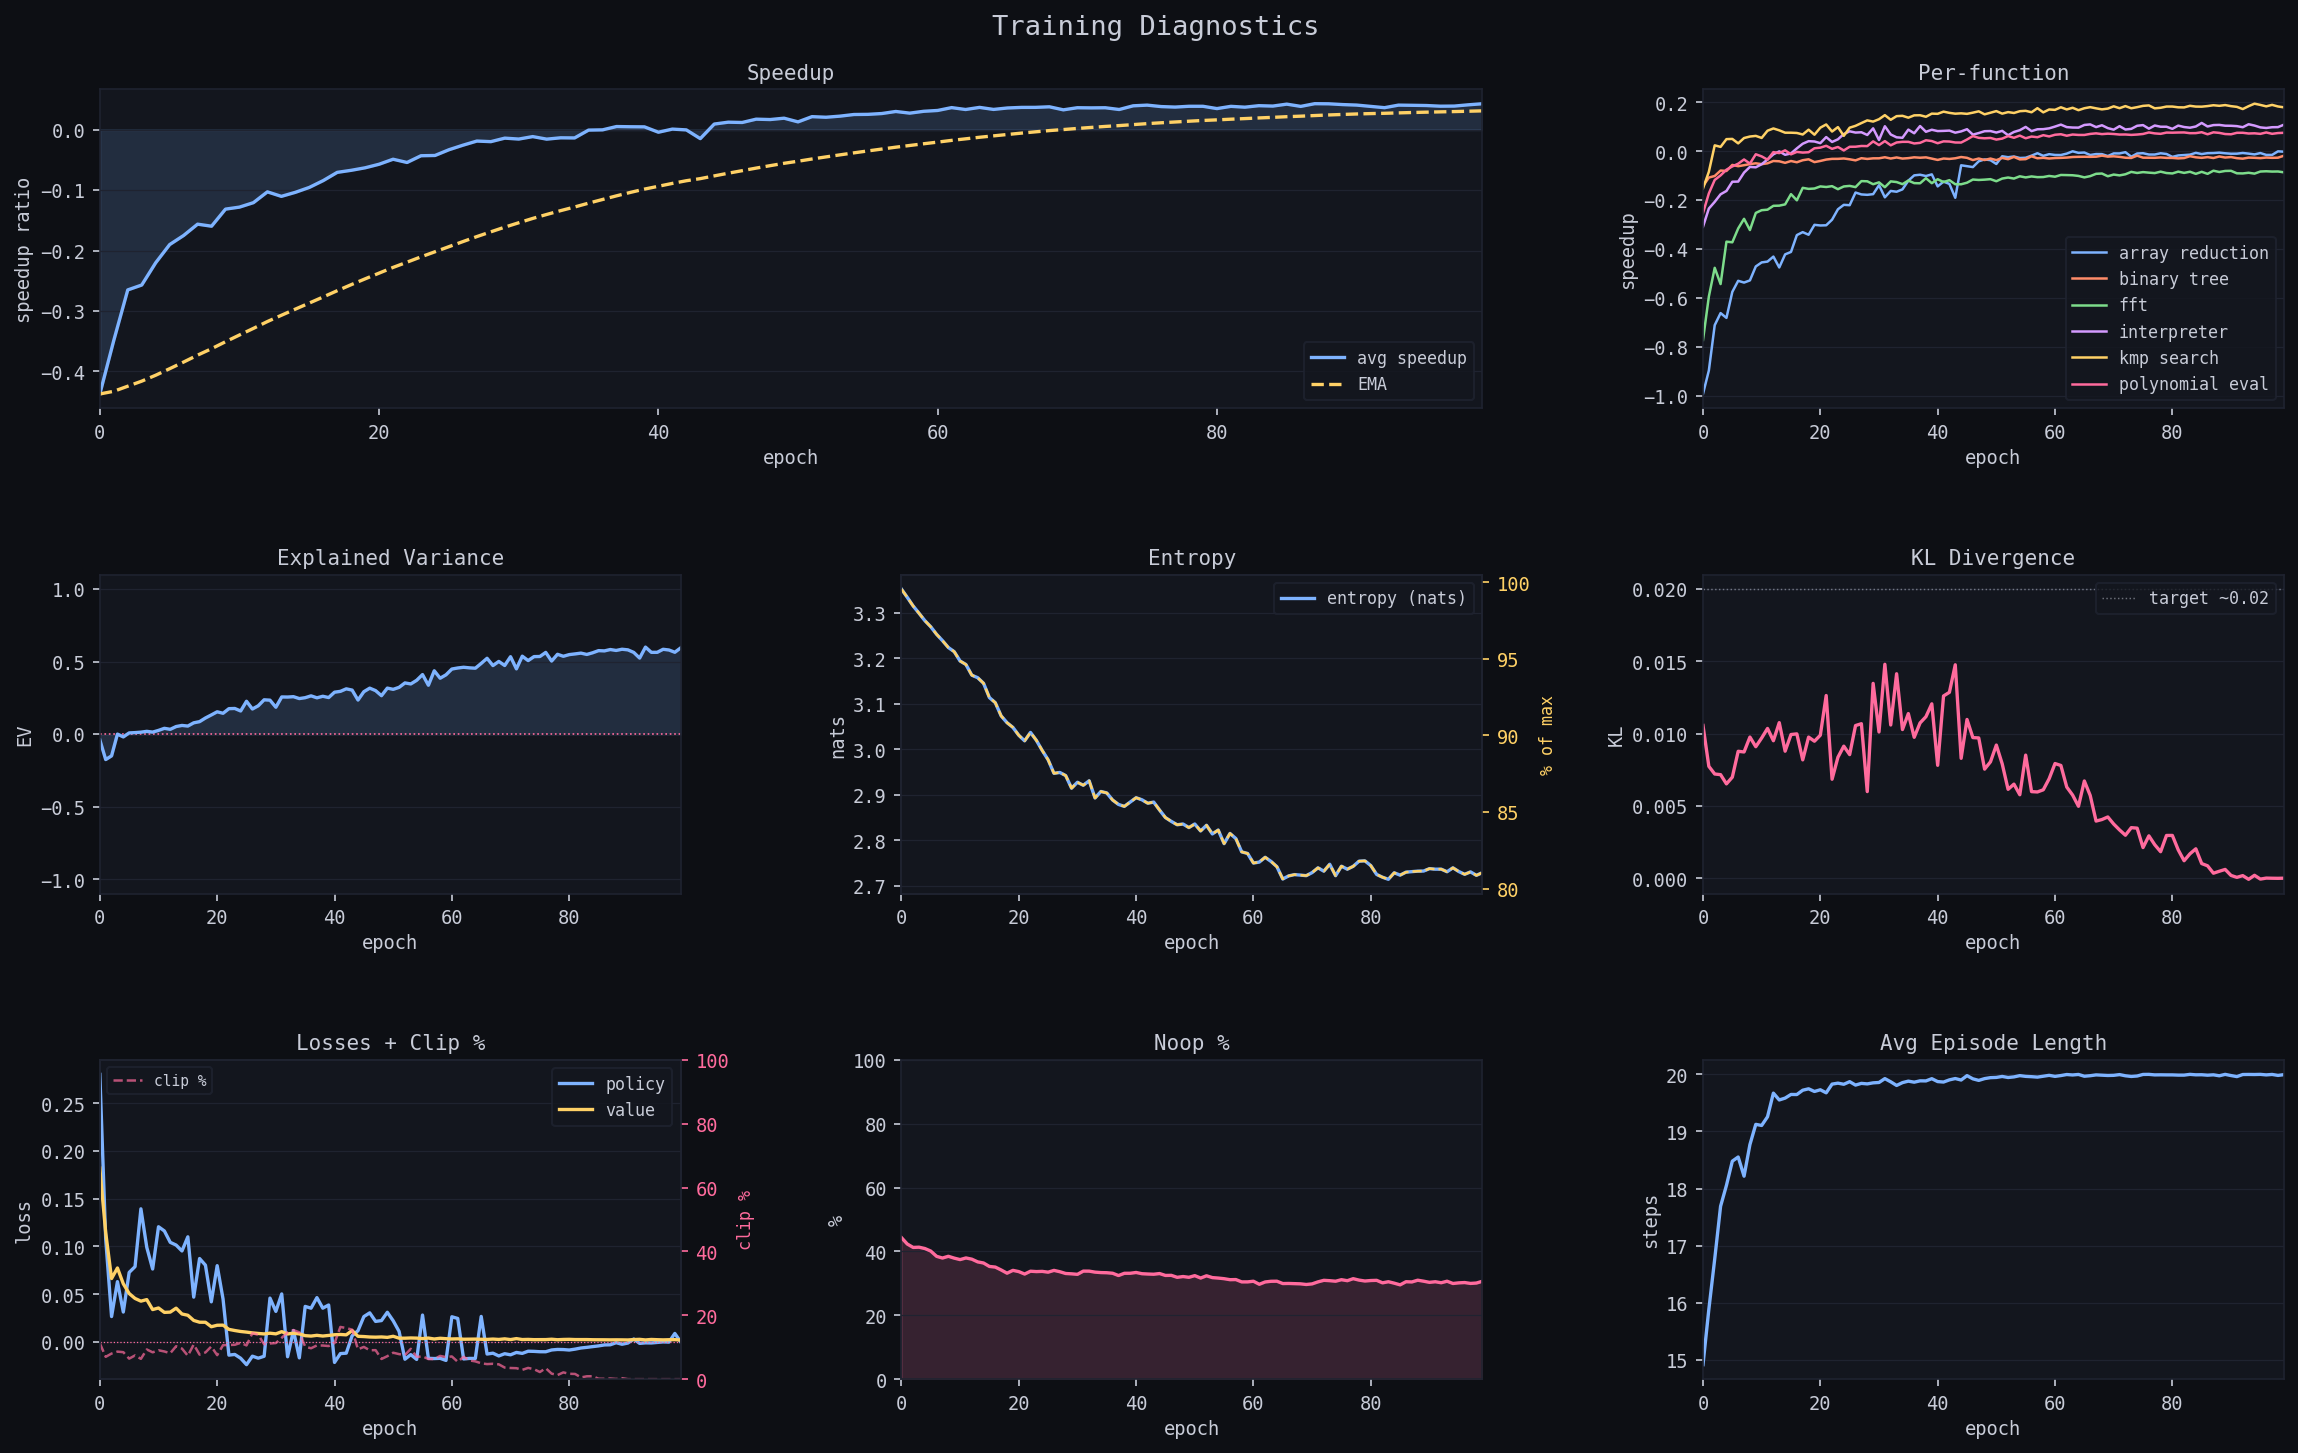 Training Diagnostics
Speedup
speedup ratio
0.0
−0.1
−0.2
−0.3
−0.4
0 20 40 60 80
epoch
avg speedup
EMA
Per-function
speedup
0.2
0.0
−0.2
−0.4
−0.6
−0.8
−1.0
0 20 40 60 80
epoch
array reduction
binary tree
fft
interpreter
kmp search
polynomial eval
Explained Variance
EV
1.0
0.5
0.0
−0.5
−1.0
0 20 40 60 80
epoch
Entropy
nats
3.3
3.2
3.1
3.0
2.9
2.8
2.7
entropy (nats)
100
95
90
85
80
% of max
0 20 40 60 80
epoch
KL Divergence
KL
0.020
0.015
0.010
0.005
0.000
target ~0.02
0 20 40 60 80
epoch
Losses + Clip %
loss
0.25
0.20
0.15
0.10
0.05
0.00
clip %
policy
value
100
80
60
40
20
0
clip %
0 20 40 60 80
epoch
Noop %
%
100
80
60
40
20
0
0 20 40 60 80
epoch
Avg Episode Length
steps
20
19
18
17
16
15
0 20 40 60 80
epoch